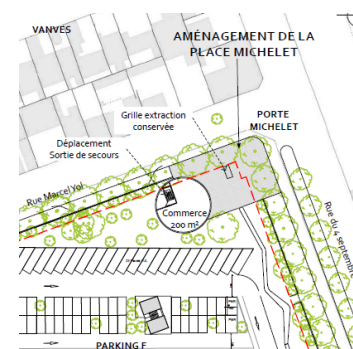 VANVES
AMÉNAGEMENT DE LA
PLACE MICHELET
Grille extraction
conservée
PORTE
MICHELET
Déplacement
Sortie de secours
Rue Marcel Yol
Commerce
200 m²
Rue du 4 septembre
PARKING F